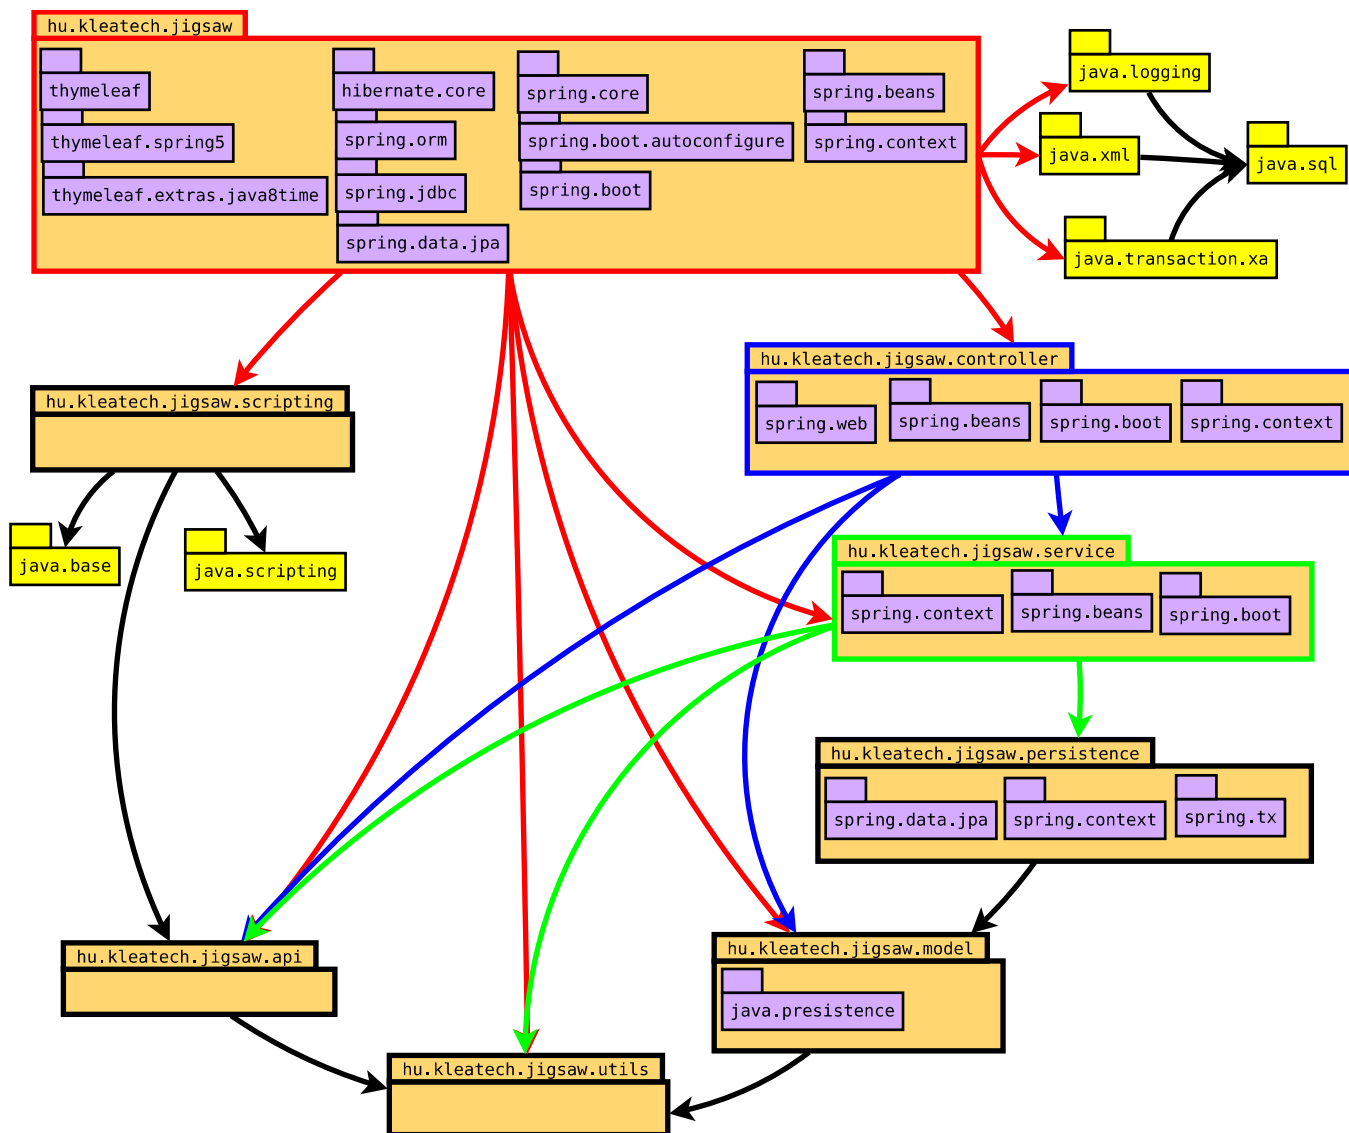 hu.kleatech.jigsaw
thymeleaf
thymeleaf.spring5
thymeleaf.extras.java8time
hibernate.core
spring.orm
spring.jdbc
spring.data.jpa
spring.core
spring.boot.autoconfigure
spring.boot
spring.beans
spring.context
java.logging
java.xml
java.sql
java.transaction.xa
hu.kleatech.jigsaw.scripting
java.base
java.scripting
hu.kleatech.jigsaw.controller
spring.web
spring.beans
spring.boot
spring.context
hu.kleatech.jigsaw.service
spring.context
spring.beans
spring.boot
hu.kleatech.jigsaw.persistence
spring.data.jpa
spring.context
spring.tx
hu.kleatech.jigsaw.api
hu.kleatech.jigsaw.model
java.presistence
hu.kleatech.jigsaw.utils